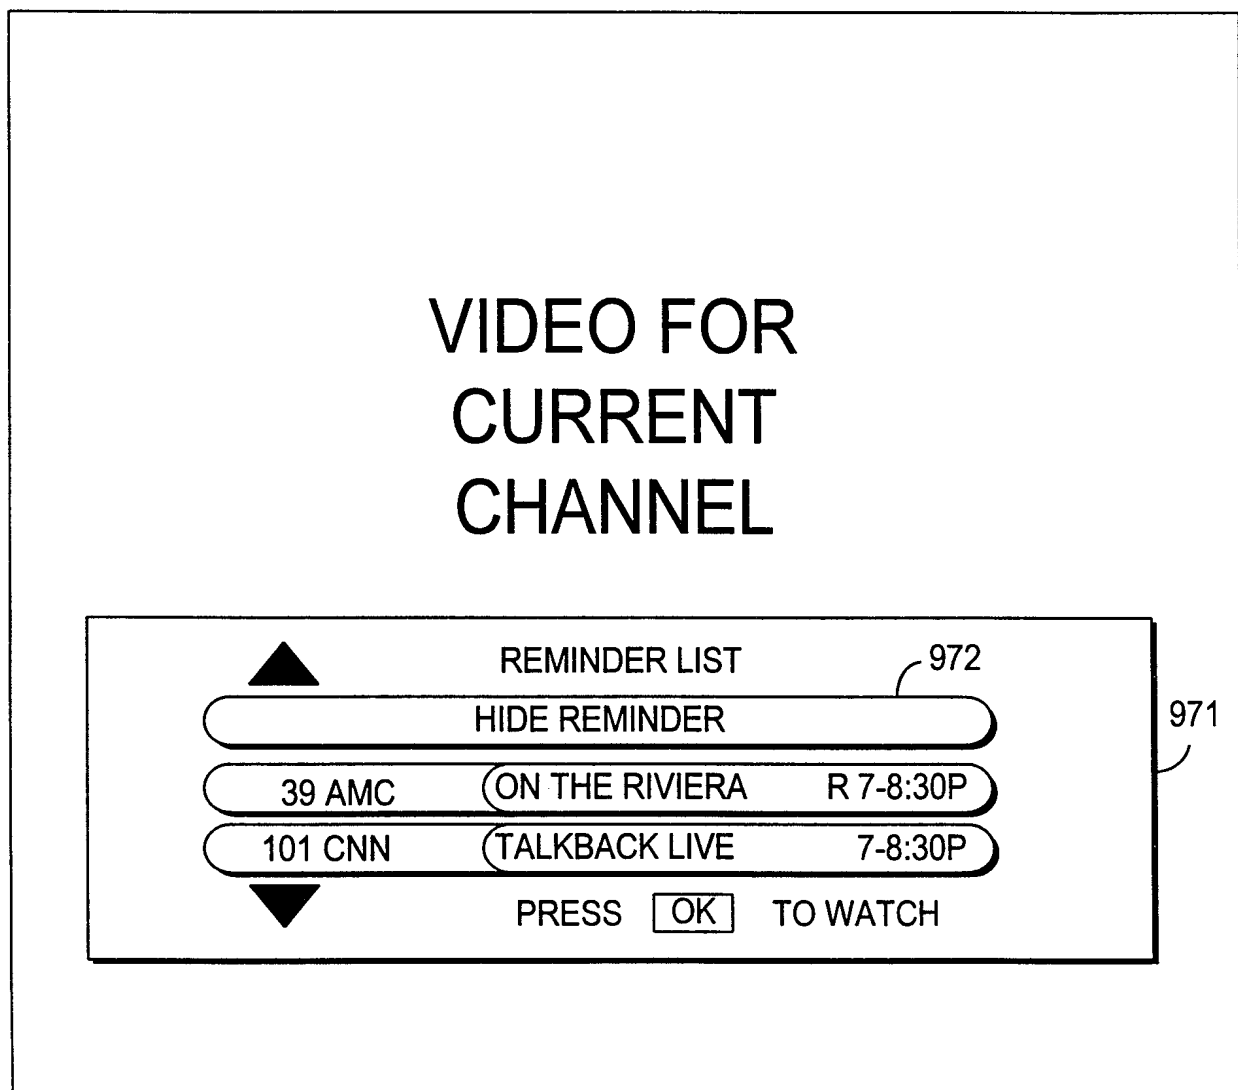 VIDEO FOR
CURRENT
CHANNEL
REMINDER LIST
972
HIDE REMINDER
971
39 AMC ON THE RIVIERA R 7-8:30P
101 CNN TALKBACK LIVE 7-8:30P
PRESS OK TO WATCH